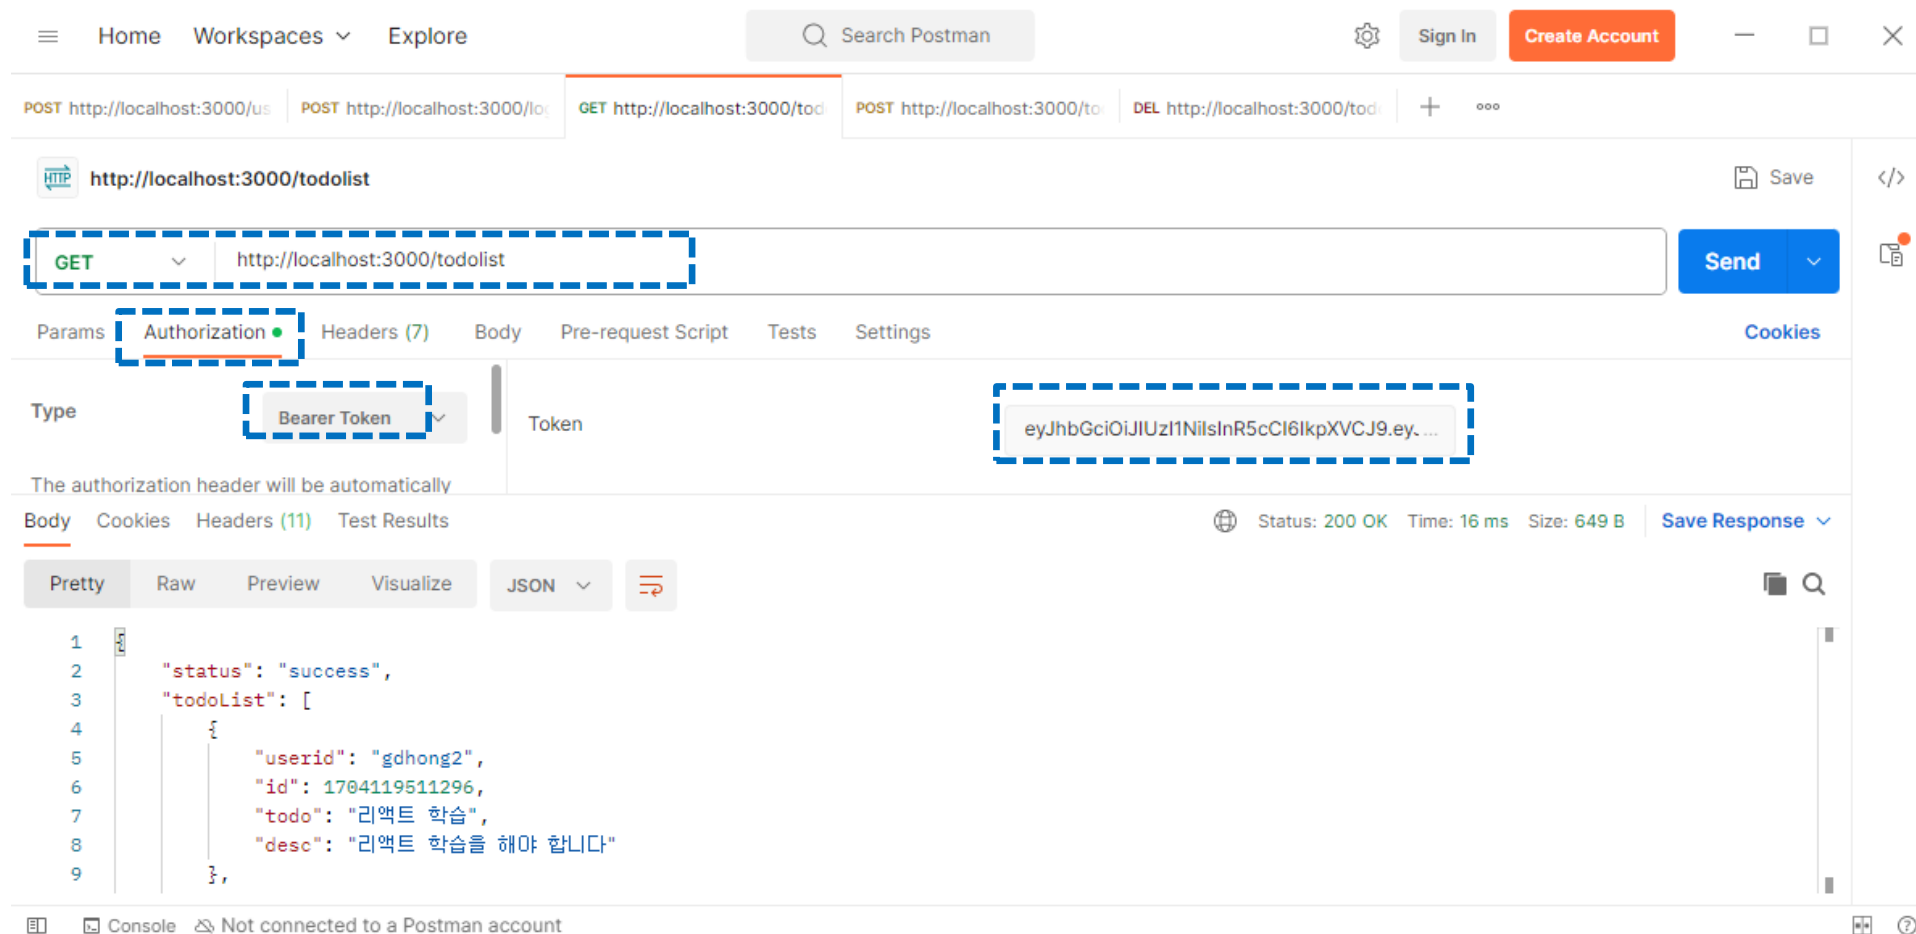 Home Workspaces Explore Search Postman Sign In Create Account
POST http://localhost:3000/us POST http://localhost:3000/log GET http://localhost:3000/tod POST http://localhost:3000/to DEL http://localhost:3000/tod
HTTP http://localhost:3000/todolist Save </>
GET http://localhost:3000/todolist Send
Params Authorization Headers (7) Body Pre-request Script Tests Settings Cookies
Type Bearer Token Token eyJhbGciOiJIUzI1NiIsInR5cCI6IkpXVCJ9.eyJ...
The authorization header will be automatically
Body Cookies Headers (11) Test Results Status: 200 OK Time: 16 ms Size: 649 B Save Response
Pretty Raw Preview Visualize JSON
1 {
2 "status": "success",
3 "todoList": [
4 {
5 "userid": "gdhong2",
6 "id": 1704119511296,
7 "todo": "리액트 학습",
8 "desc": "리액트 학습을 해야 합니다"
9 },
Console Not connected to a Postman account